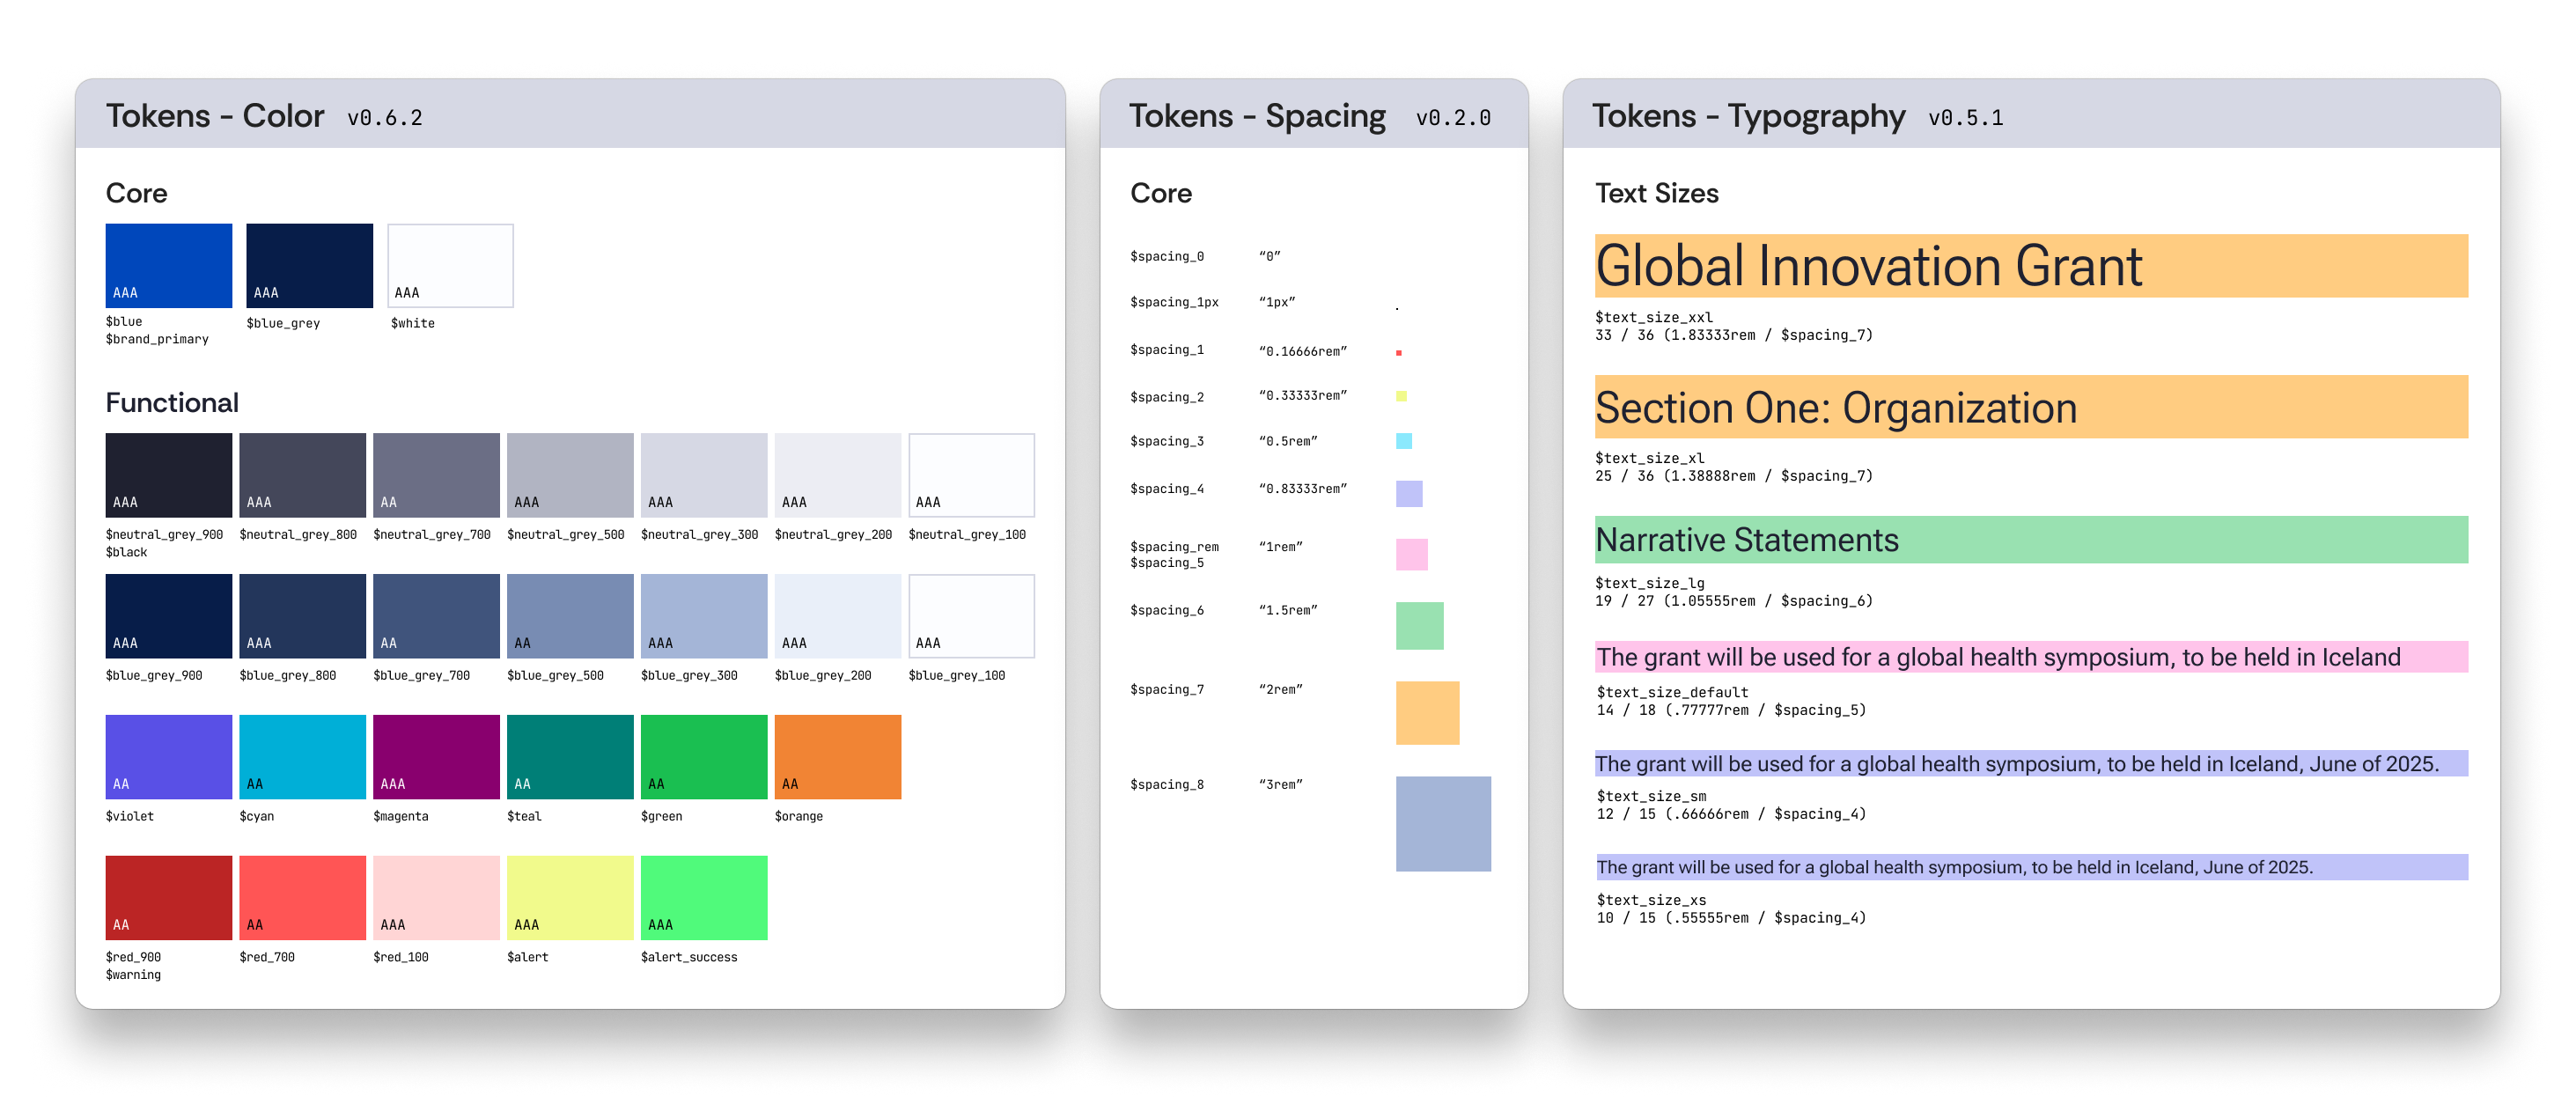 Tokens - Color v0.6.2
Core
AAA AAA AAA
$blue $blue_grey $white
$brand_primary
Functional
AAA AAA AA AAA AAA AAA AAA
$neutral_grey_900 $neutral_grey_800 $neutral_grey_700 $neutral_grey_500 $neutral_grey_300 $neutral_grey_200 $neutral_grey_100
$black
AAA AAA AA AA AAA AAA AAA
$blue_grey_900 $blue_grey_800 $blue_grey_700 $blue_grey_500 $blue_grey_300 $blue_grey_200 $blue_grey_100
AA AA AAA AA AA AA
$violet $cyan $magenta $teal $green $orange
AA AA AAA AAA AAA
$red_900 $red_700 $red_100 $alert $alert_success
$warning
Tokens - Spacing v0.2.0
Core
$spacing_0 “0”
$spacing_1px “1px”
$spacing_1 “0.16666rem”
$spacing_2 “0.33333rem”
$spacing_3 “0.5rem”
$spacing_4 “0.83333rem”
$spacing_rem “1rem”
$spacing_5
$spacing_6 “1.5rem”
$spacing_7 “2rem”
$spacing_8 “3rem”
Tokens - Typography v0.5.1
Text Sizes
Global Innovation Grant
$text_size_xxl
33 / 36 (1.83333rem / $spacing_7)
Section One: Organization
$text_size_xl
25 / 36 (1.38888rem / $spacing_7)
Narrative Statements
$text_size_lg
19 / 27 (1.05555rem / $spacing_6)
The grant will be used for a global health symposium, to be held in Iceland
$text_size_default
14 / 18 (.77777rem / $spacing_5)
The grant will be used for a global health symposium, to be held in Iceland, June of 2025.
$text_size_sm
12 / 15 (.66666rem / $spacing_4)
The grant will be used for a global health symposium, to be held in Iceland, June of 2025.
$text_size_xs
10 / 15 (.55555rem / $spacing_4)